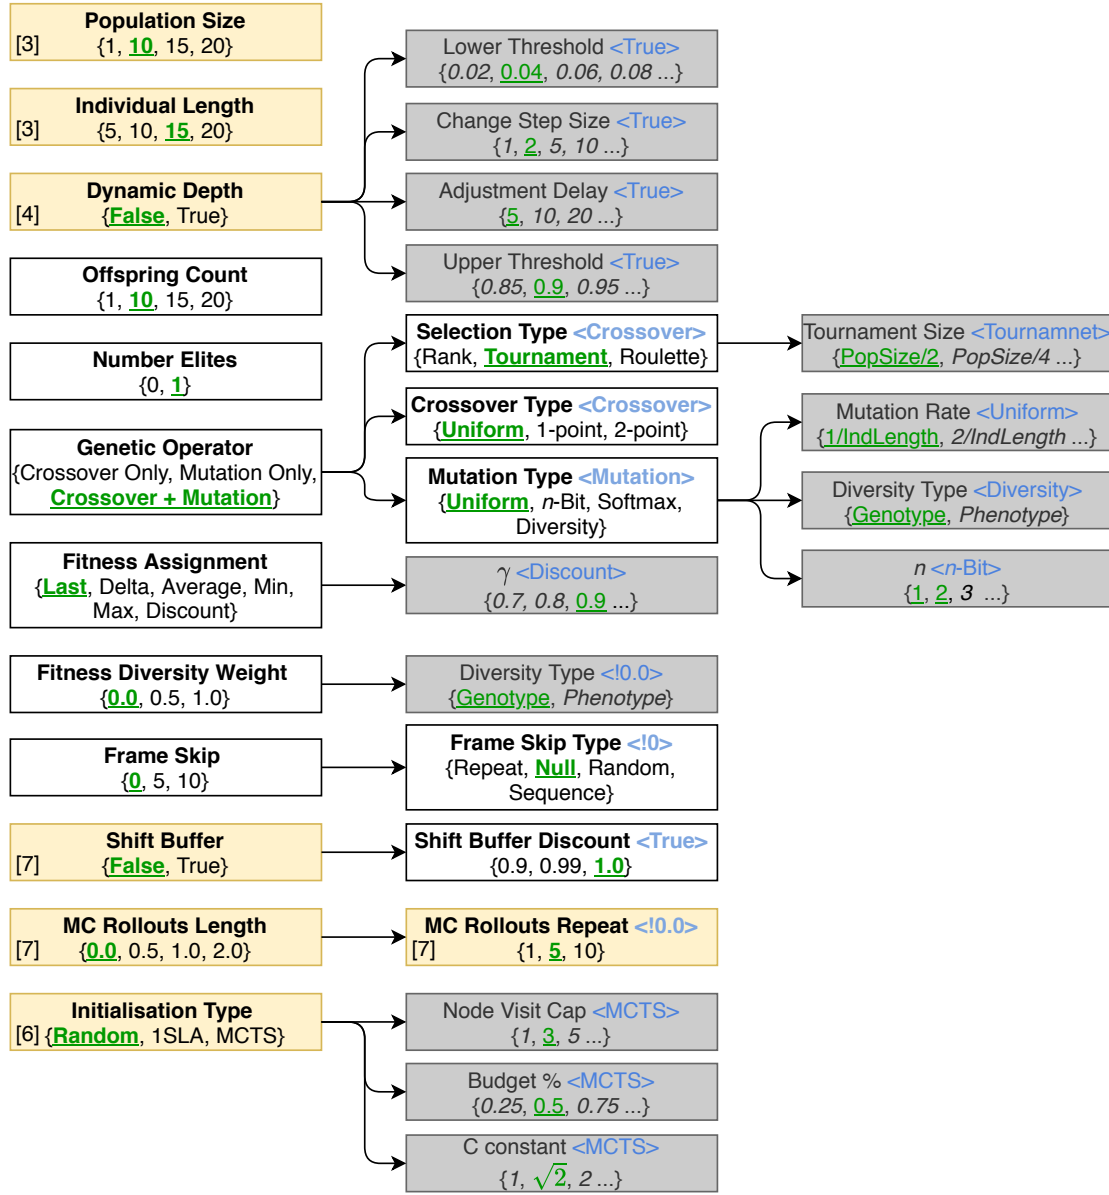 Population Size
[3] {1, 10, 15, 20}
Individual Length
[3] {5, 10, 15, 20}
Dynamic Depth
[4] {False, True}
Lower Threshold <True>
{0.02, 0.04, 0.06, 0.08 ...}
Change Step Size <True>
{1, 2, 5, 10 ...}
Adjustment Delay <True>
{5, 10, 20 ...}
Upper Threshold <True>
{0.85, 0.9, 0.95 ...}
Offspring Count
{1, 10, 15, 20}
Number Elites
{0, 1}
Genetic Operator
{Crossover Only, Mutation Only,
Crossover + Mutation}
Selection Type <Crossover>
{Rank, Tournament, Roulette}
Tournament Size <Tournamnet>
{PopSize/2, PopSize/4 ...}
Crossover Type <Crossover>
{Uniform, 1-point, 2-point}
Mutation Type <Mutation>
{Uniform, n-Bit, Softmax,
Diversity}
Mutation Rate <Uniform>
{1/IndLength, 2/IndLength ...}
Diversity Type <Diversity>
{Genotype, Phenotype}
n <n-Bit>
{1, 2, 3 ...}
Fitness Assignment
{Last, Delta, Average, Min,
Max, Discount}
γ <Discount>
{0.7, 0.8, 0.9 ...}
Fitness Diversity Weight
{0.0, 0.5, 1.0}
Diversity Type <!0.0>
{Genotype, Phenotype}
Frame Skip
{0, 5, 10}
Frame Skip Type <!0>
{Repeat, Null, Random,
Sequence}
Shift Buffer
[7] {False, True}
Shift Buffer Discount <True>
{0.9, 0.99, 1.0}
MC Rollouts Length
[7] {0.0, 0.5, 1.0, 2.0}
MC Rollouts Repeat <!0.0>
[7] {1, 5, 10}
Initialisation Type
[6] {Random, 1SLA, MCTS}
Node Visit Cap <MCTS>
{1, 3, 5 ...}
Budget % <MCTS>
{0.25, 0.5, 0.75 ...}
C constant <MCTS>
{1, √2, 2 ...}